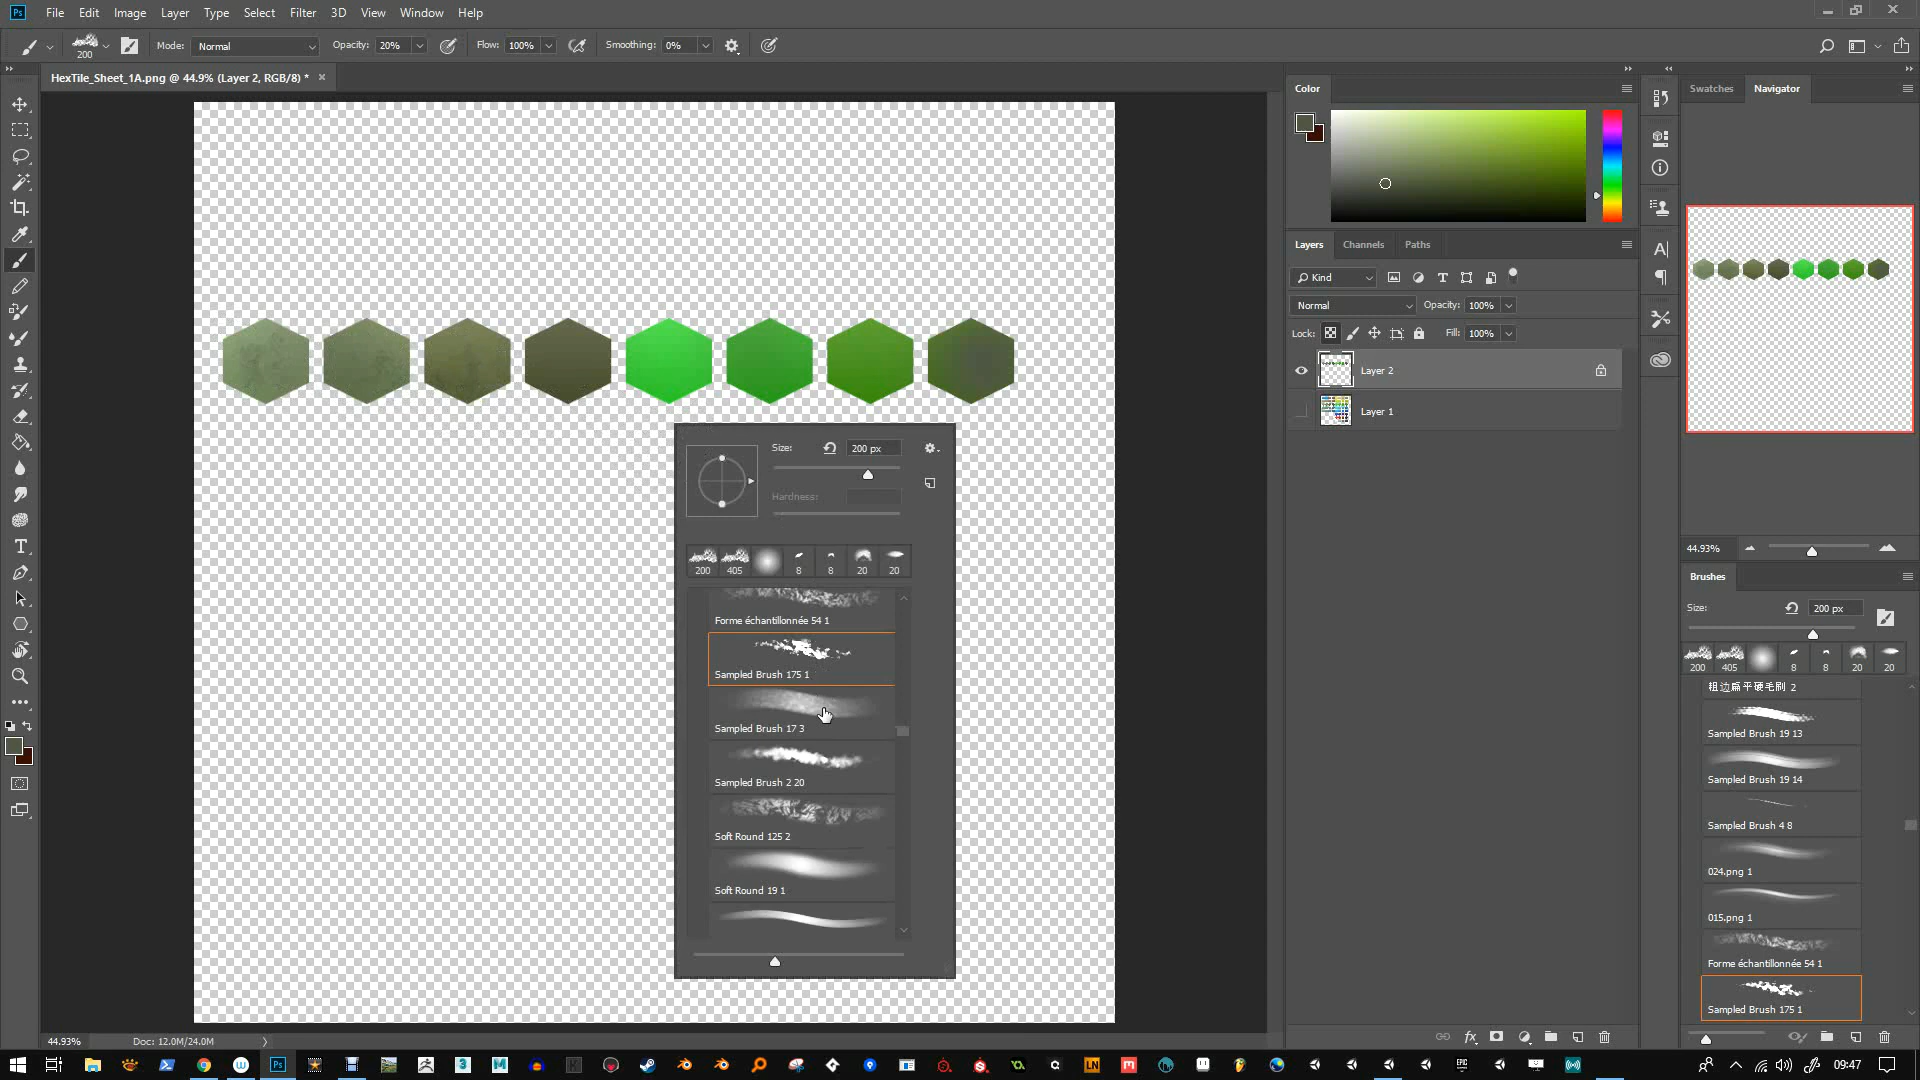 Ps File Edit Image Layer Type Select Filter 3D View Window Help
200 Mode: Normal Opacity: 20% Flow: 100% Smoothing: 0%
HexTile_Sheet_1A.png @ 44.9% (Layer 2, RGB/8) *
Color
Swatches Navigator
Layers Channels Paths
Kind
Normal Opacity: 100%
Lock: Fill: 100%
Layer 2
Layer 1
Size: 200 px
Hardness:
200 405 8 8 20 20
Forme échantillonnée 54 1
Sampled Brush 175 1
Sampled Brush 17 3
Sampled Brush 2 20
Soft Round 125 2
Soft Round 19 1
44.93%
Brushes
Size: 200 px
200 405 8 8 20 20
粗边扁平硬毛刷 2
Sampled Brush 19 13
Sampled Brush 19 14
Sampled Brush 4 8
024.png 1
015.png 1
Forme échantillonnée 54 1
Sampled Brush 175 1
44.93% Doc: 12.0M/24.0M
09:47